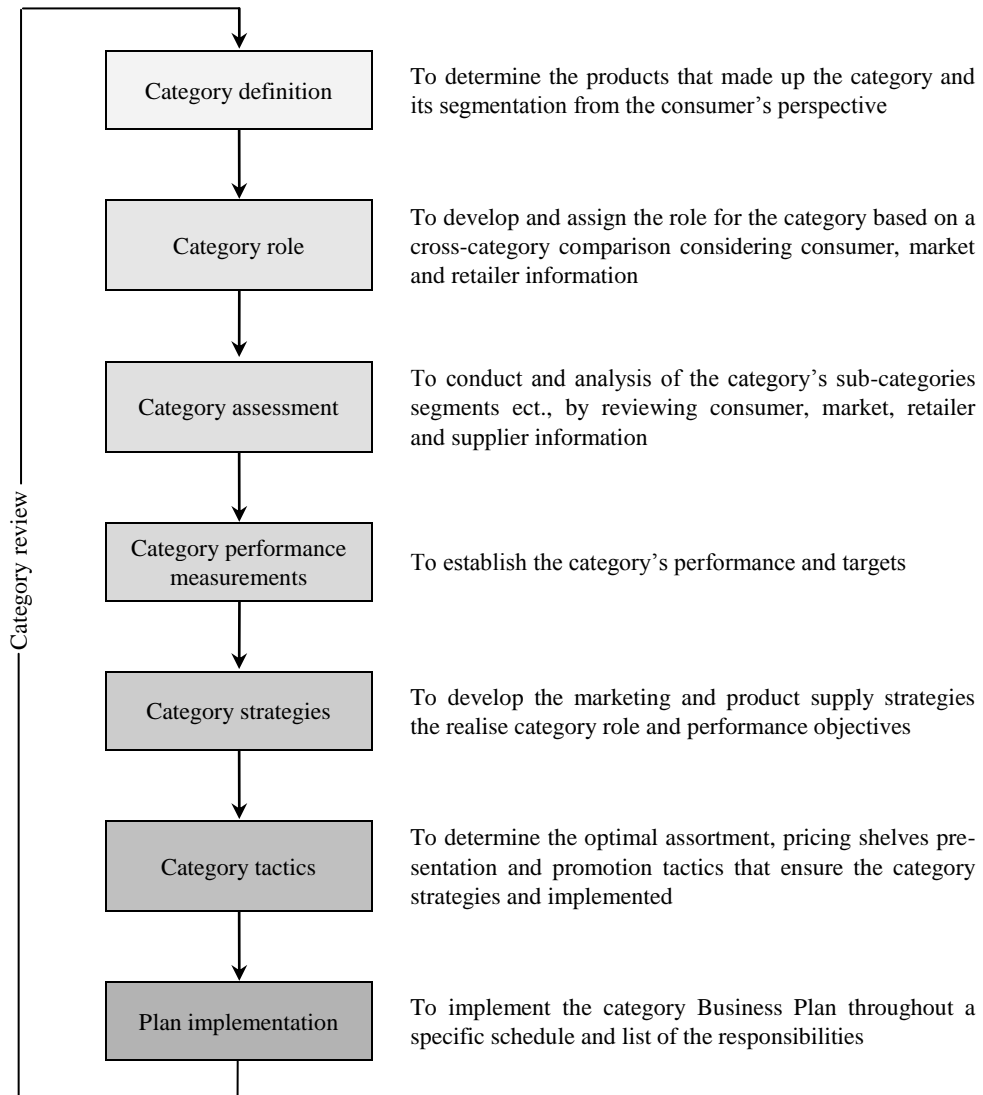 Category definition
To determine the products that made up the category and
its segmentation from the consumer's perspective
Category role
To develop and assign the role for the category based on a
cross-category comparison considering consumer, market
and retailer information
Category assessment
To conduct and analysis of the category's sub-categories
segments ect., by reviewing consumer, market, retailer
and supplier information
Category performance
measurements
To establish the category's performance and targets
Category strategies
To develop the marketing and product supply strategies
the realise category role and performance objectives
Category tactics
To determine the optimal assortment, pricing shelves pre-
sentation and promotion tactics that ensure the category
strategies and implemented
Plan implementation
To implement the category Business Plan throughout a
specific schedule and list of the responsibilities
Category review